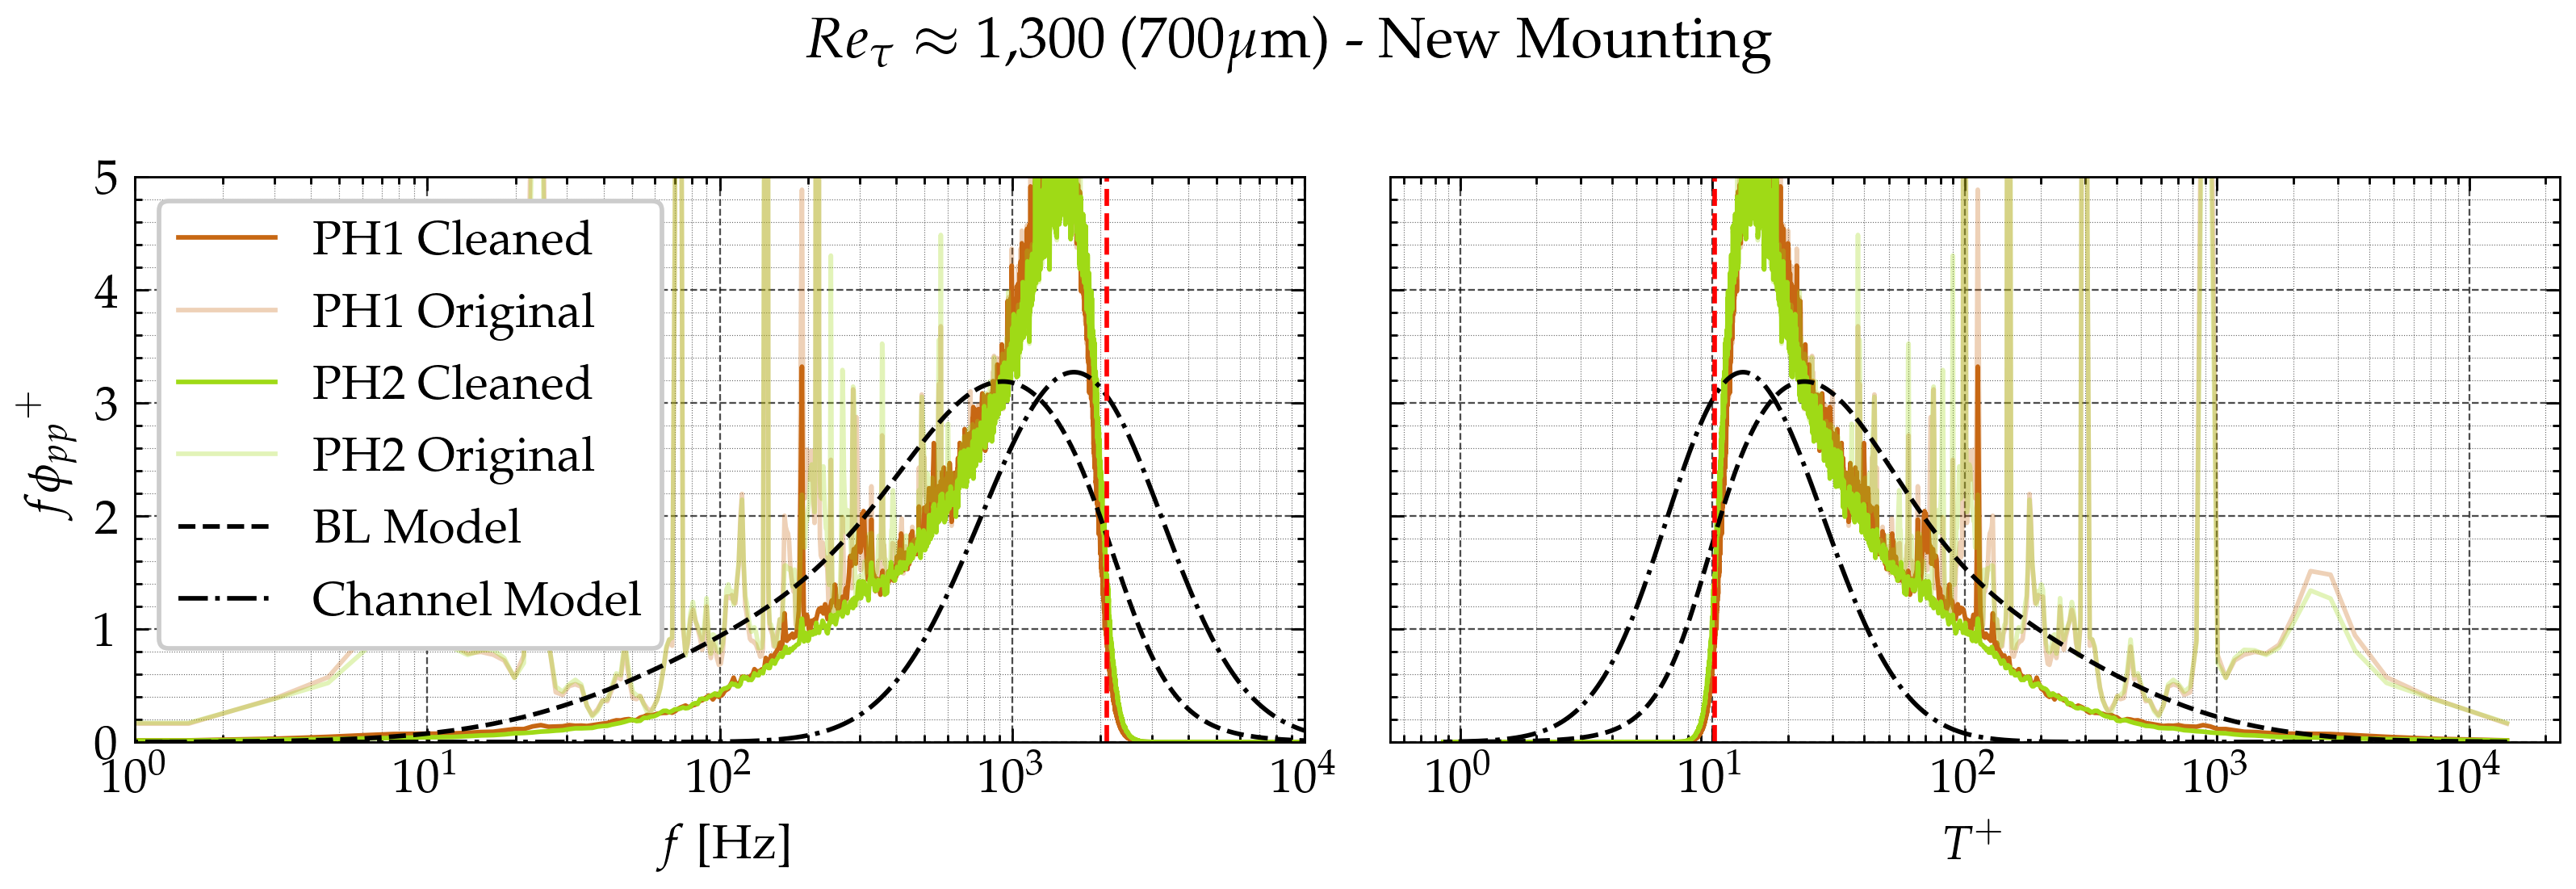 Re_τ ≈ 1,300 (700μm) - New Mounting
fϕ_pp^+
5
4
3
2
1
0
PH1 Cleaned
PH1 Original
PH2 Cleaned
PH2 Original
BL Model
Channel Model
10^0 10^1 10^2 10^3 10^4
f [Hz]
10^0 10^1 10^2 10^3 10^4
T^+